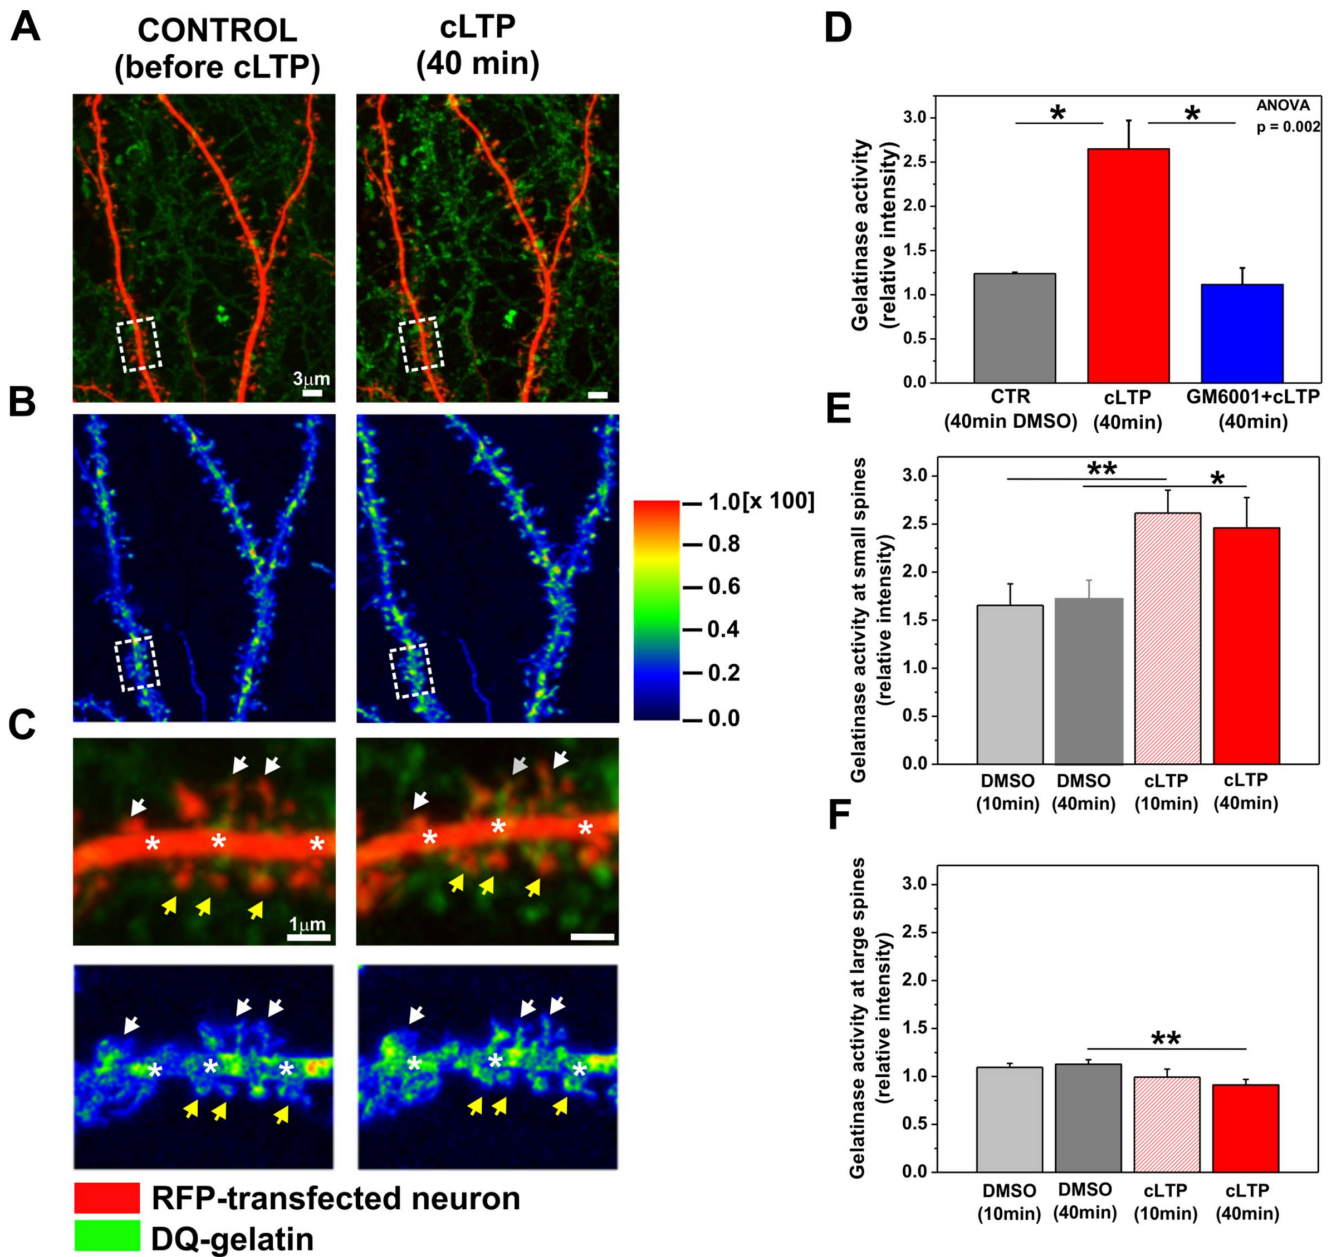 A
CONTROL
(before cLTP)
cLTP
(40 min)
3μm
B
1.0[x 100]
0.8
0.6
0.4
0.2
0.0
C
* * *
* * *
1μm
* * *
* * *
RFP-transfected neuron
DQ-gelatin
D
Gelatinase activity
(relative intensity)
3.0
2.5
2.0
1.5
1.0
0.5
0.0
* *
ANOVA
p = 0.002
CTR
(40min DMSO)
cLTP
(40min)
GM6001+cLTP
(40min)
E
Gelatinase activity at small spines
(relative intensity)
3.0
2.5
2.0
1.5
1.0
0.5
0.0
**
*
DMSO
(10min)
DMSO
(40min)
cLTP
(10min)
cLTP
(40min)
F
Gelatinase activity at large spines
(relative intensity)
3.0
2.5
2.0
1.5
1.0
0.5
0.0
**
DMSO
(10min)
DMSO
(40min)
cLTP
(10min)
cLTP
(40min)